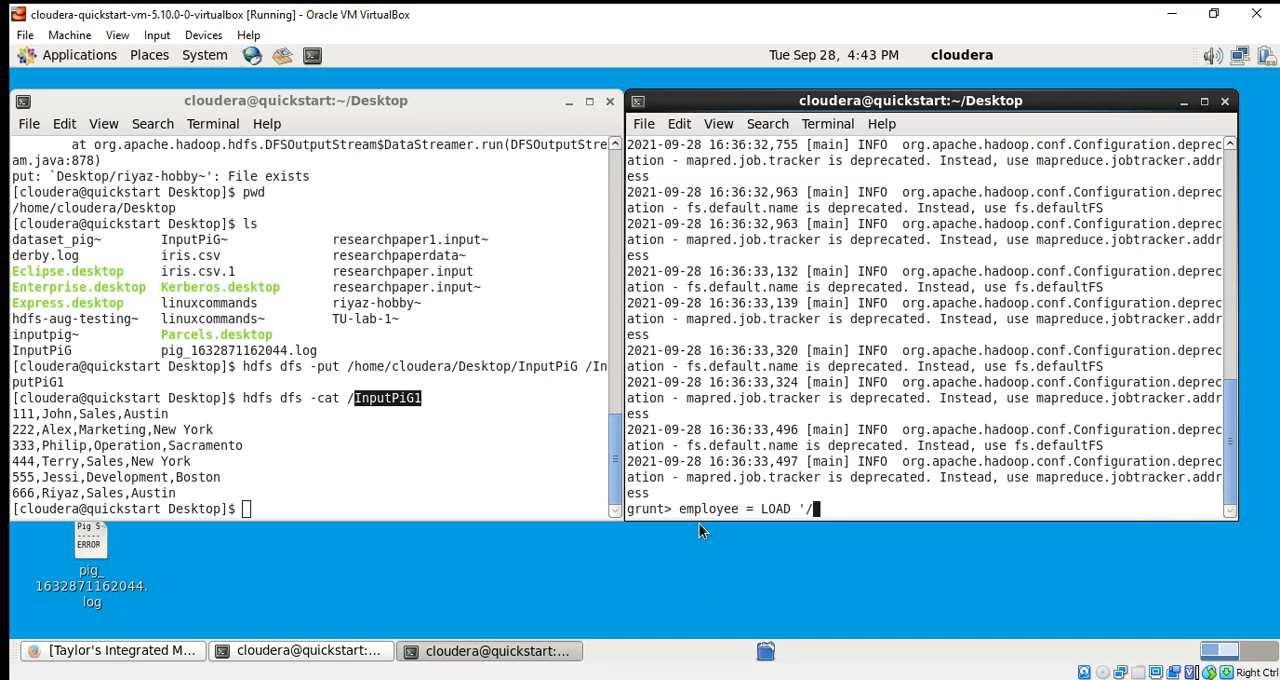 cloudera-quickstart-vm-5.10.0-0-virtualbox [Running] - Oracle VM VirtualBox
File Machine View Input Devices Help
Applications Places System Tue Sep 28, 4:43 PM cloudera
cloudera@quickstart:~/Desktop
File Edit View Search Terminal Help
at org.apache.hadoop.hdfs.DFSOutputStream$DataStreamer.run(DFSOutputStre
am.java:878)
put: `Desktop/riyaz-hobby~': File exists
[cloudera@quickstart Desktop]$ pwd
/home/cloudera/Desktop
[cloudera@quickstart Desktop]$ ls
dataset_pig~ InputPiG~ researchpaper1.input~
derby.log iris.csv researchpaperdata~
Eclipse.desktop iris.csv.1 researchpaper.input
Enterprise.desktop Kerberos.desktop researchpaper.input~
Express.desktop linuxcommands riyaz-hobby~
hdfs-aug-testing~ linuxcommands~ TU-lab-1~
inputpig~ Parcels.desktop
InputPiG pig_1632871162044.log
[cloudera@quickstart Desktop]$ hdfs dfs -put /home/cloudera/Desktop/InputPiG /In
putPiG1
[cloudera@quickstart Desktop]$ hdfs dfs -cat /InputPiG1
111,John,Sales,Austin
222,Alex,Marketing,New York
333,Philip,Operation,Sacramento
444,Terry,Sales,New York
555,Jessi,Development,Boston
666,Riyaz,Sales,Austin
[cloudera@quickstart Desktop]$
cloudera@quickstart:~/Desktop
File Edit View Search Terminal Help
2021-09-28 16:36:32,755 [main] INFO org.apache.hadoop.conf.Configuration.deprec
ation - mapred.job.tracker is deprecated. Instead, use mapreduce.jobtracker.addr
ess
2021-09-28 16:36:32,963 [main] INFO org.apache.hadoop.conf.Configuration.deprec
ation - fs.default.name is deprecated. Instead, use fs.defaultFS
2021-09-28 16:36:32,963 [main] INFO org.apache.hadoop.conf.Configuration.deprec
ation - mapred.job.tracker is deprecated. Instead, use mapreduce.jobtracker.addr
ess
2021-09-28 16:36:33,132 [main] INFO org.apache.hadoop.conf.Configuration.deprec
ation - fs.default.name is deprecated. Instead, use fs.defaultFS
2021-09-28 16:36:33,139 [main] INFO org.apache.hadoop.conf.Configuration.deprec
ation - mapred.job.tracker is deprecated. Instead, use mapreduce.jobtracker.addr
ess
2021-09-28 16:36:33,320 [main] INFO org.apache.hadoop.conf.Configuration.deprec
ation - fs.default.name is deprecated. Instead, use fs.defaultFS
2021-09-28 16:36:33,324 [main] INFO org.apache.hadoop.conf.Configuration.deprec
ation - mapred.job.tracker is deprecated. Instead, use mapreduce.jobtracker.addr
ess
2021-09-28 16:36:33,496 [main] INFO org.apache.hadoop.conf.Configuration.deprec
ation - fs.default.name is deprecated. Instead, use fs.defaultFS
2021-09-28 16:36:33,497 [main] INFO org.apache.hadoop.conf.Configuration.deprec
ation - mapred.job.tracker is deprecated. Instead, use mapreduce.jobtracker.addr
ess
grunt> employee = LOAD '/
Pig S
-----
ERROR
pig_
1632871162044.
log
[Taylor's Integrated M... cloudera@quickstart:... cloudera@quickstart:...
Right Ctrl